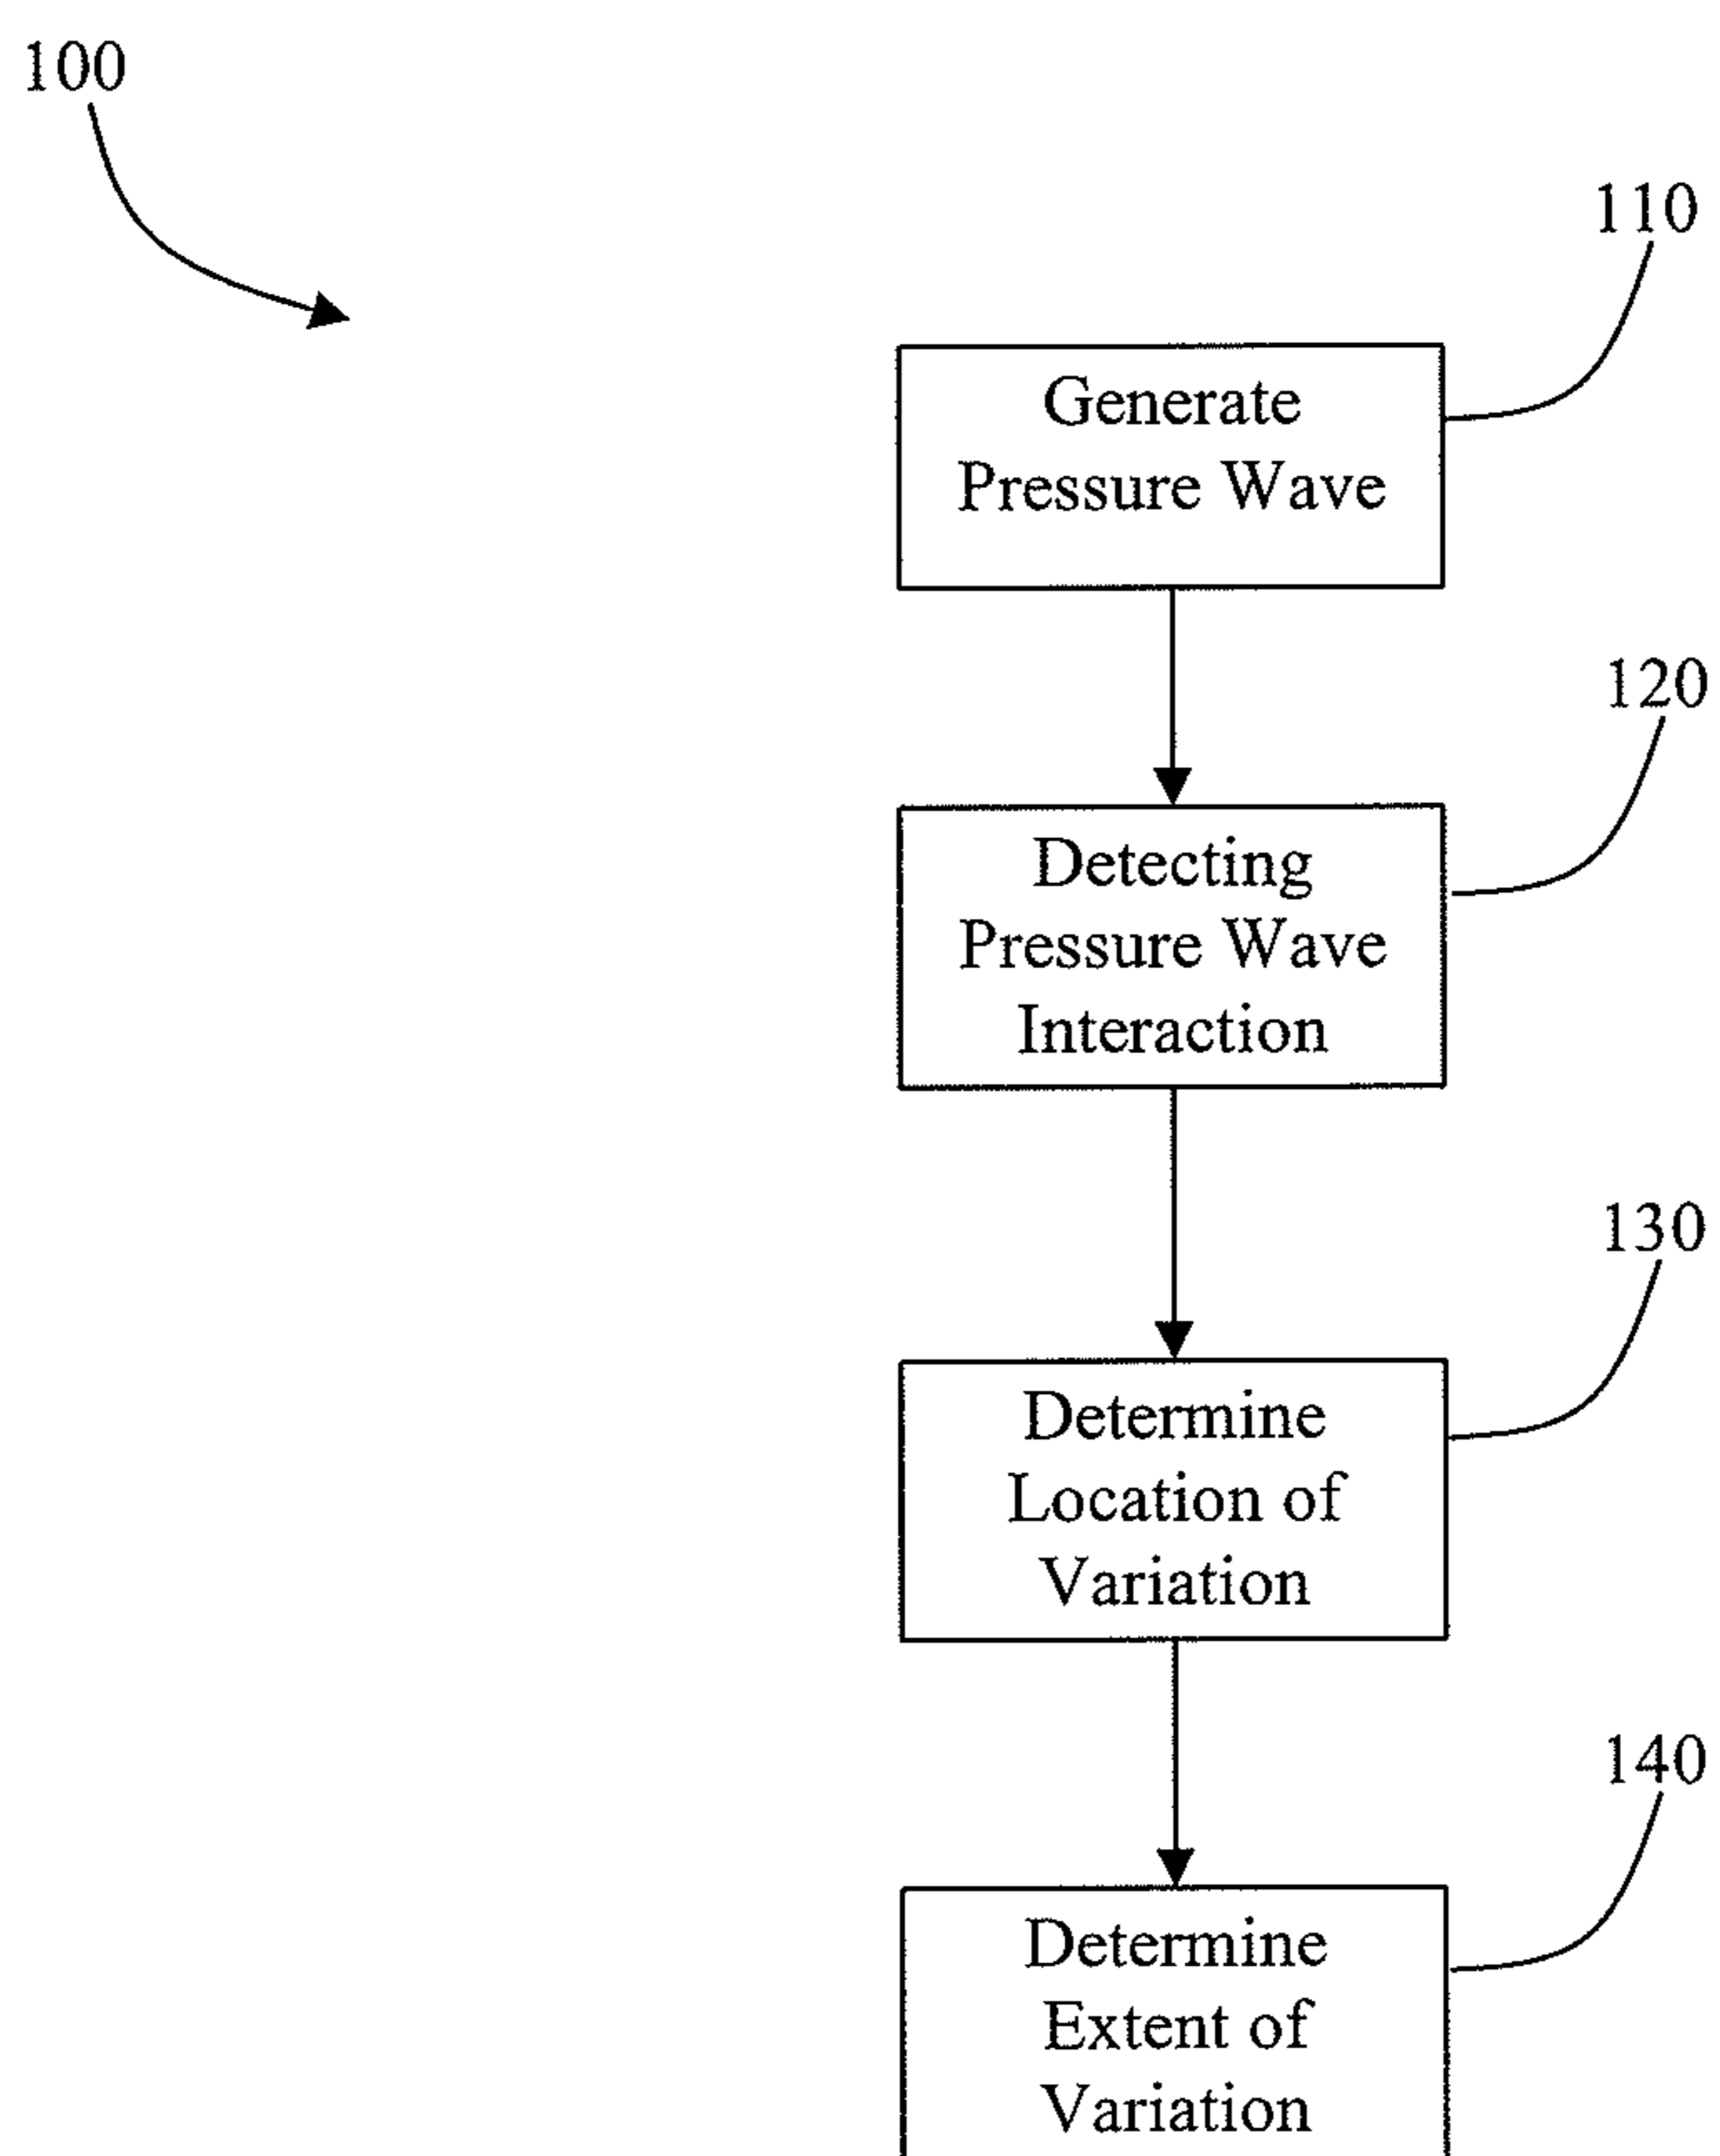 100
110
Generate
Pressure Wave
120
Detecting
Pressure Wave
Interaction
130
Determine
Location of
Variation
140
Determine
Extent of
Variation